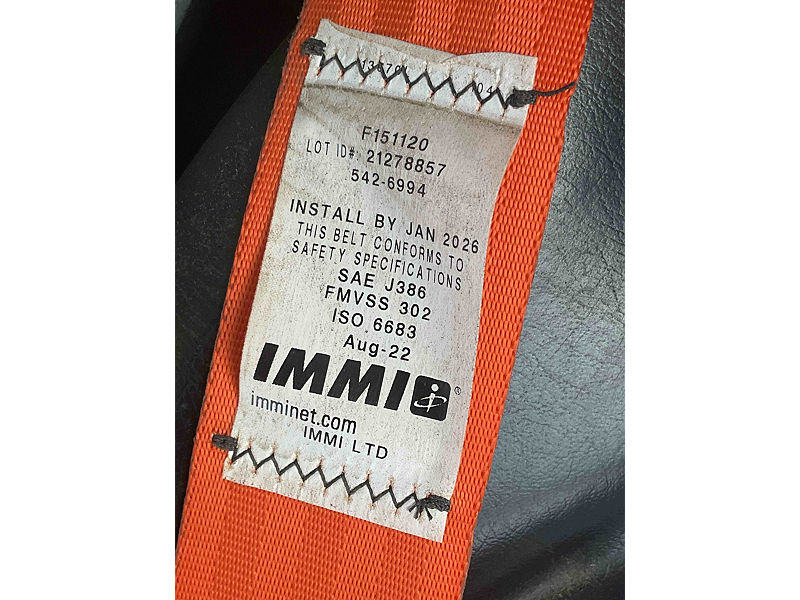 F151120
LOT ID# 21278857
542-6994
INSTALL BY JAN 2026
THIS BELT CONFORMS TO
SAFETY SPECIFICATIONS
SAE J386
FMVSS 302
ISO 6683
Aug-22
IMMI ®
imminet.com
IMMI LTD